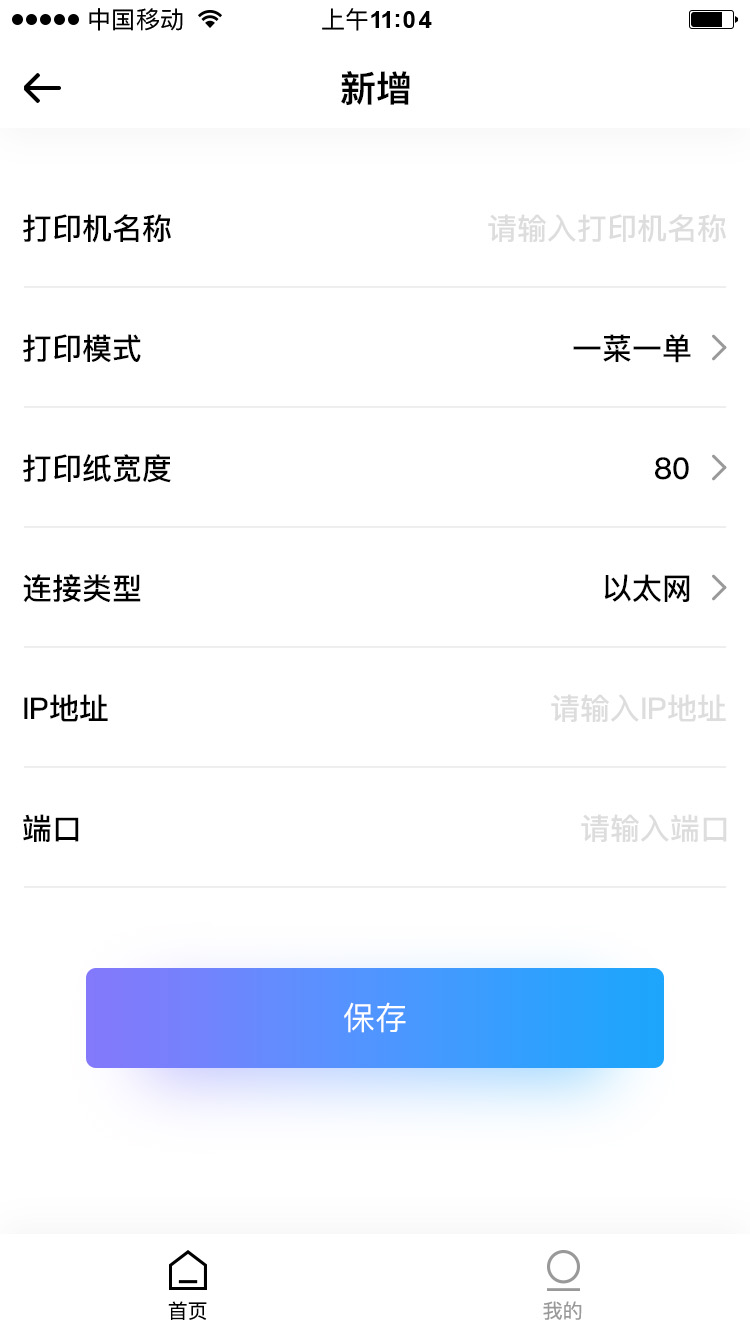 中国移动 上午11:04
新增
打印机名称 请输入打印机名称
打印模式 一菜一单
打印纸宽度 80
连接类型 以太网
IP地址 请输入IP地址
端口 请输入端口
保存
首页 我的